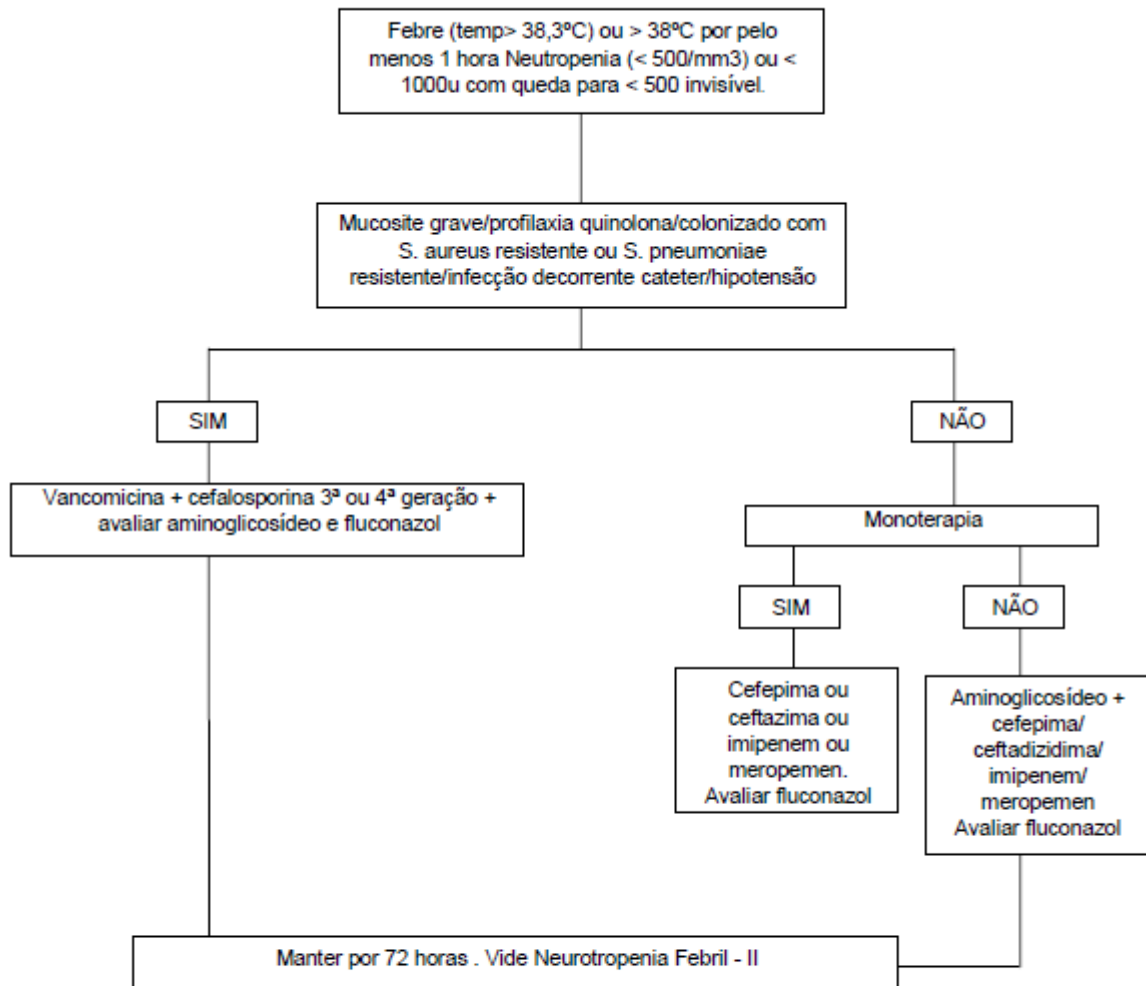 Febre (temp> 38,3ºC) ou > 38ºC por pelo
menos 1 hora Neutropenia (< 500/mm3) ou <
1000u com queda para < 500 invisível.
Mucosite grave/profilaxia quinolona/colonizado com
S. aureus resistente ou S. pneumoniae
resistente/infecção decorrente cateter/hipotensão
SIM
NÃO
Vancomicina + cefalosporina 3ª ou 4ª geração +
avaliar aminoglicosídeo e fluconazol
Monoterapia
SIM
NÃO
Cefepima ou
ceftazima ou
imipenem ou
meropemen.
Avaliar fluconazol
Aminoglicosídeo +
cefepima/
ceftadizidima/
imipenem/
meropemen
Avaliar fluconazol
Manter por 72 horas . Vide Neurotropenia Febril - II